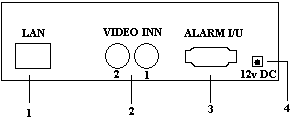 LAN VIDEO INN ALARM I/U
2 1 12v DC
1 2 3 4